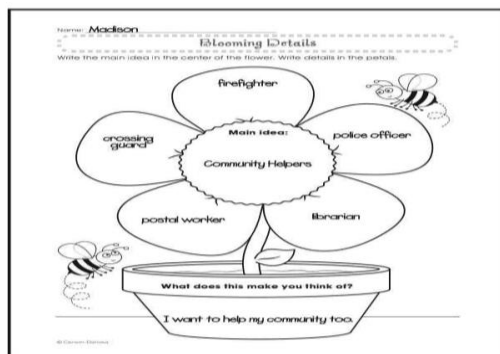 Name: Madison
Blooming Details
Write the main idea in the center of the flower. Write details in the petals.
firefighter
Main idea:
police officer
crossing
guard
Community Helpers
postal worker
librarian
What does this make you think of?
I want to help my community too.